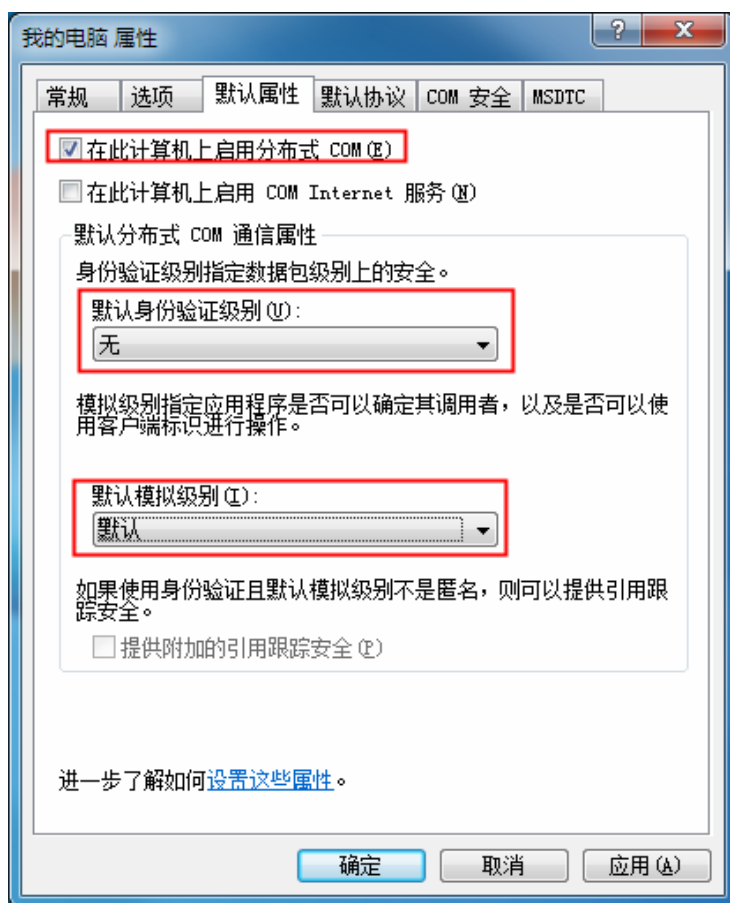 我的电脑 属性
常规 选项 默认属性 默认协议 COM 安全 MSDTC
在此计算机上启用分布式 COM(E)
在此计算机上启用 COM Internet 服务(N)
默认分布式 COM 通信属性
身份验证级别指定数据包级别上的安全。
默认身份验证级别(U):
无
模拟级别指定应用程序是否可以确定其调用者，以及是否可以使
用客户端标识进行操作。
默认模拟级别(I):
默认
如果使用身份验证且默认模拟级别不是匿名，则可以提供引用跟
踪安全。
提供附加的引用跟踪安全(P)
进一步了解如何设置这些属性。
确定 取消 应用(A)